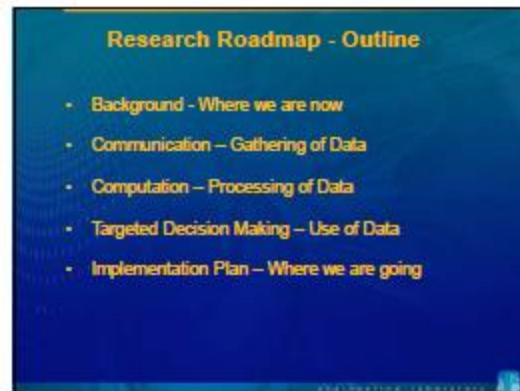 Research Roadmap - Outline
• Background - Where we are now
• Communication – Gathering of Data
• Computation – Processing of Data
• Targeted Decision Making – Use of Data
• Implementation Plan – Where we are going